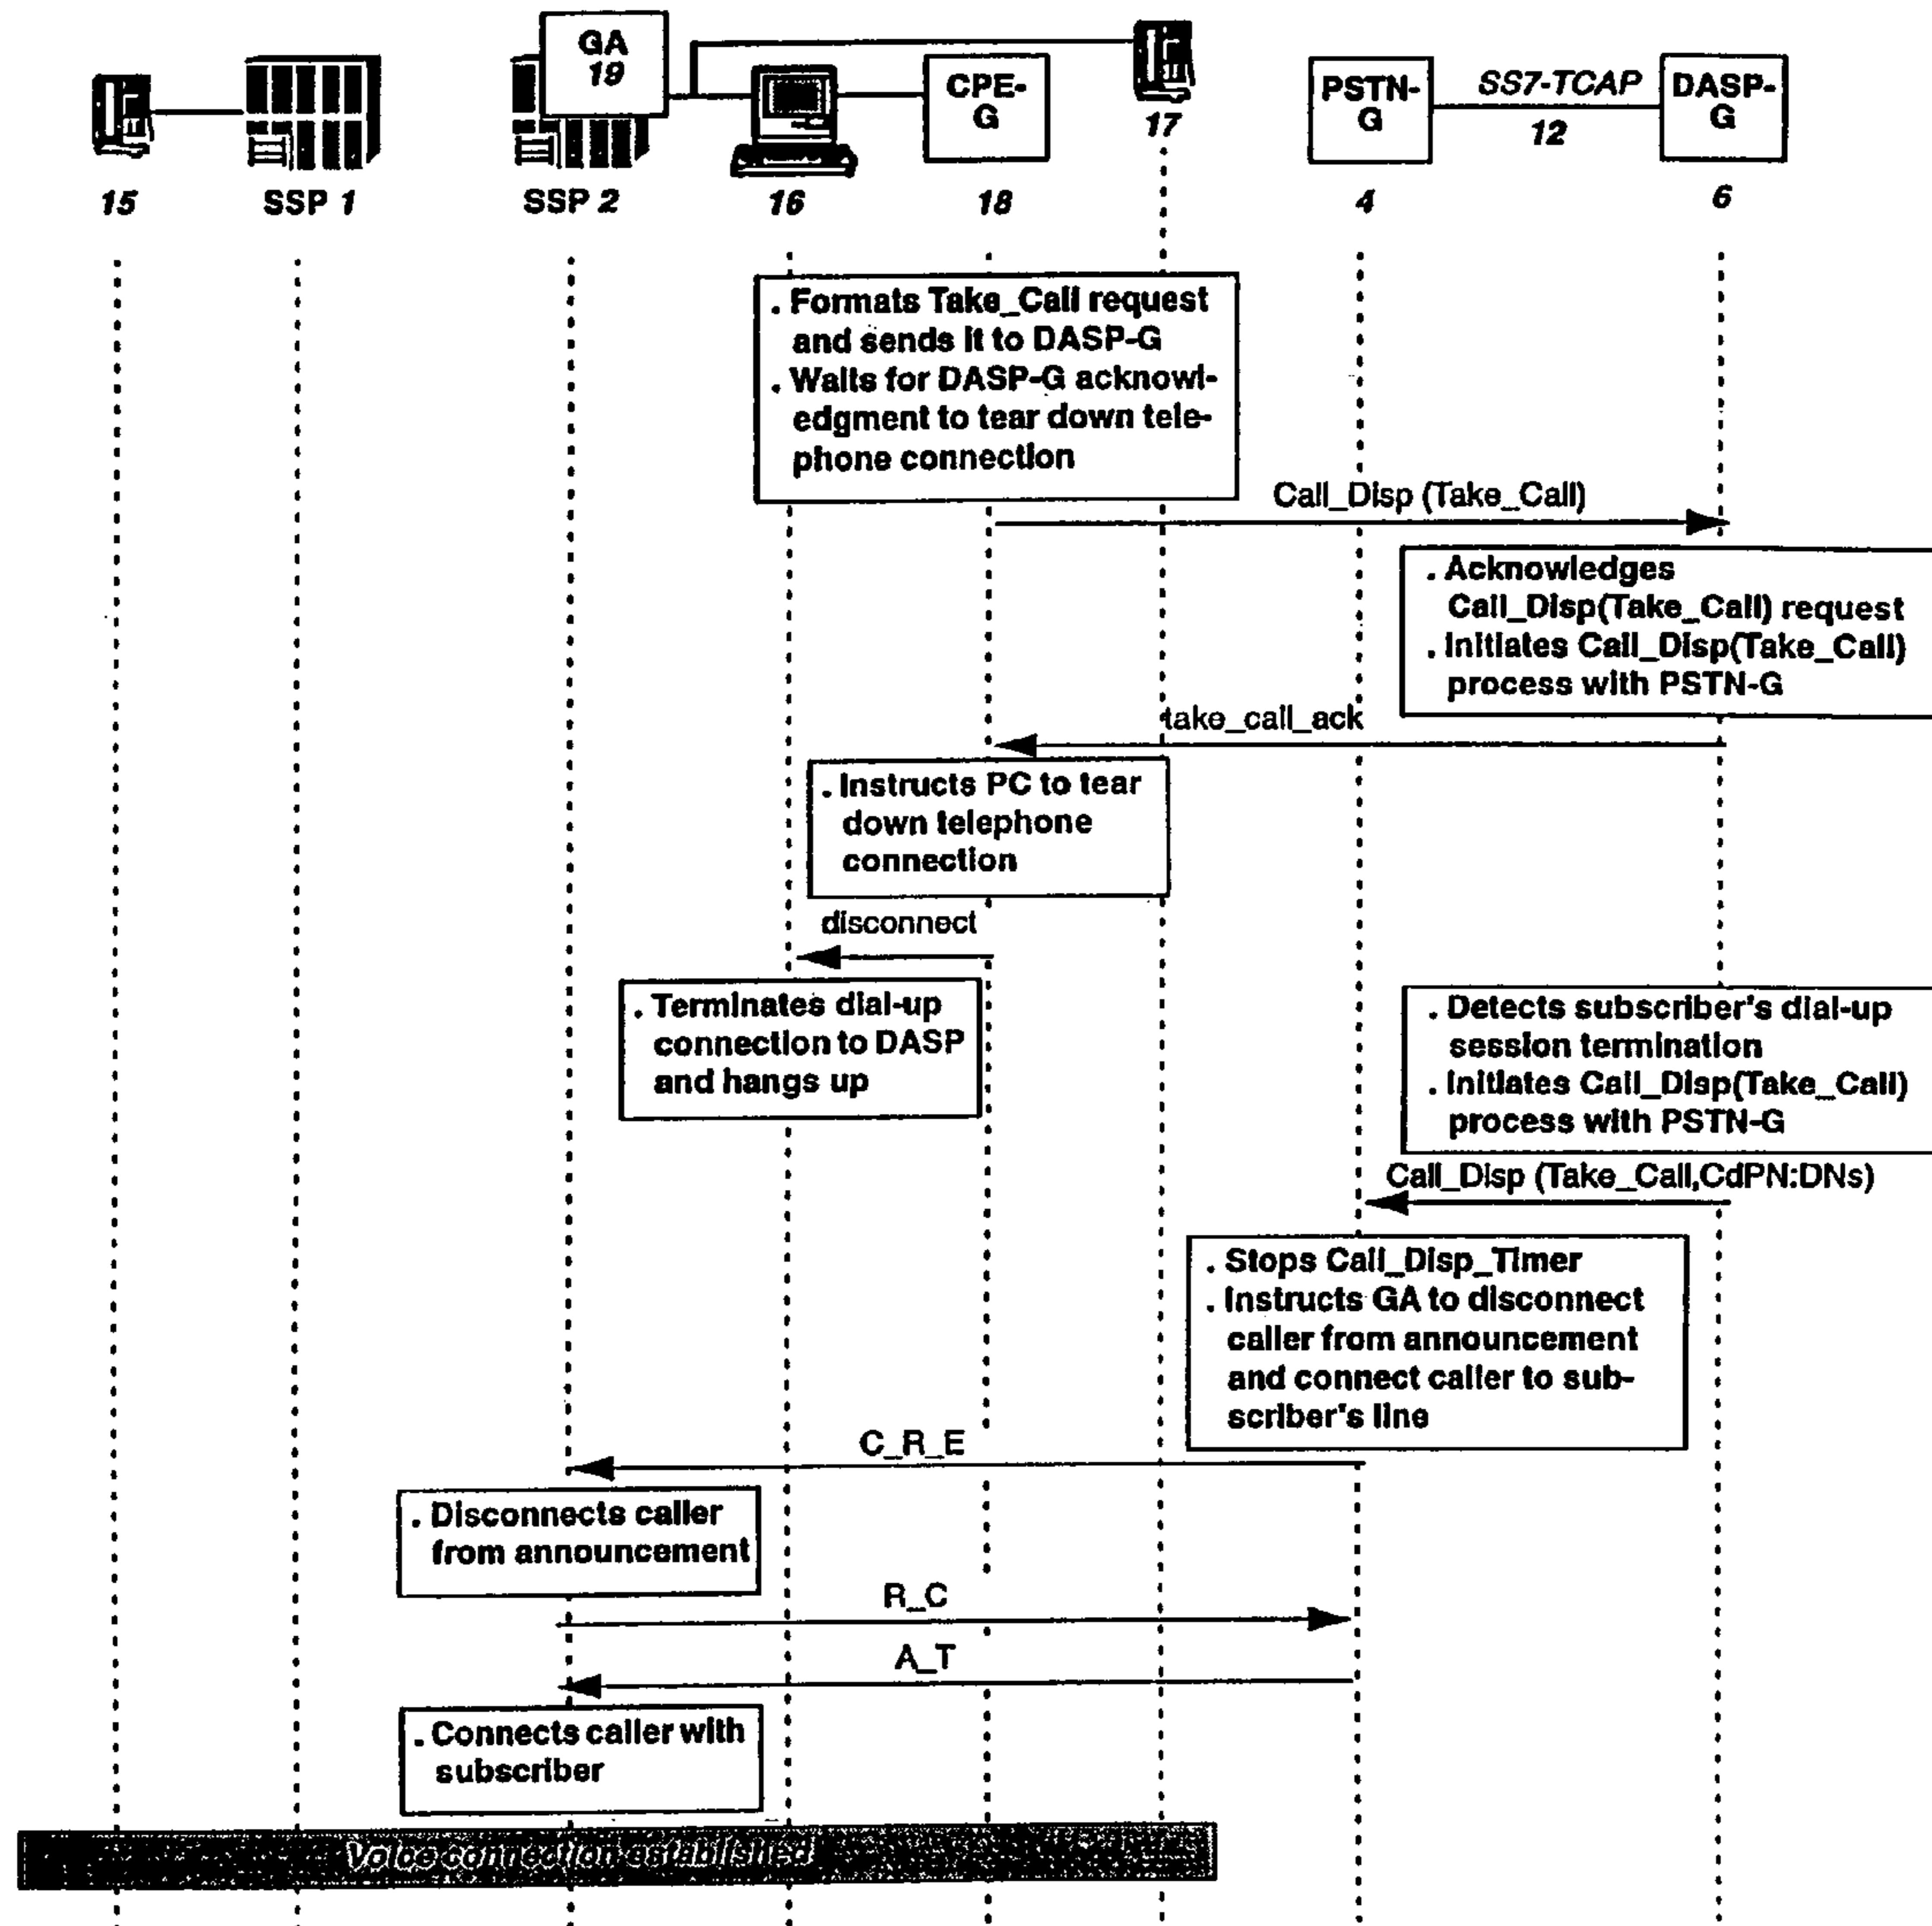 GA
19
CPE-
G
17
PSTN-
G
SS7-TCAP
12
DASP-
G
15
SSP 1
SSP 2
16
18
4
6
. Formats Take_Call request
and sends it to DASP-G
. Waits for DASP-G acknowl-
edgment to tear down tele-
phone connection
Call_Disp (Take_Call)
. Acknowledges
Call_Disp(Take_Call) request
. Initiates Call_Disp(Take_Call)
process with PSTN-G
take_call_ack
. Instructs PC to tear
down telephone
connection
disconnect
. Terminates dial-up
connection to DASP
and hangs up
. Detects subscriber's dial-up
session termination
. Initiates Call_Disp(Take_Call)
process with PSTN-G
Call_Disp (Take_Call,CdPN:DNs)
. Stops Call_Disp_Timer
. Instructs GA to disconnect
caller from announcement
and connect caller to sub-
scriber's line
C_R_E
. Disconnects caller
from announcement
R_C
A_T
. Connects caller with
subscriber
Voice connection established